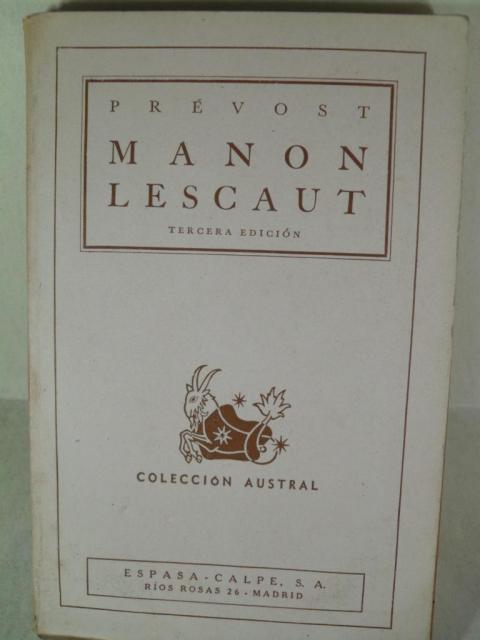 PRÉVOST
MANON
LESCAUT
TERCERA EDICIÓN
COLECCIÓN AUSTRAL
ESPASA-CALPE, S. A.
RÍOS ROSAS 26 - MADRID